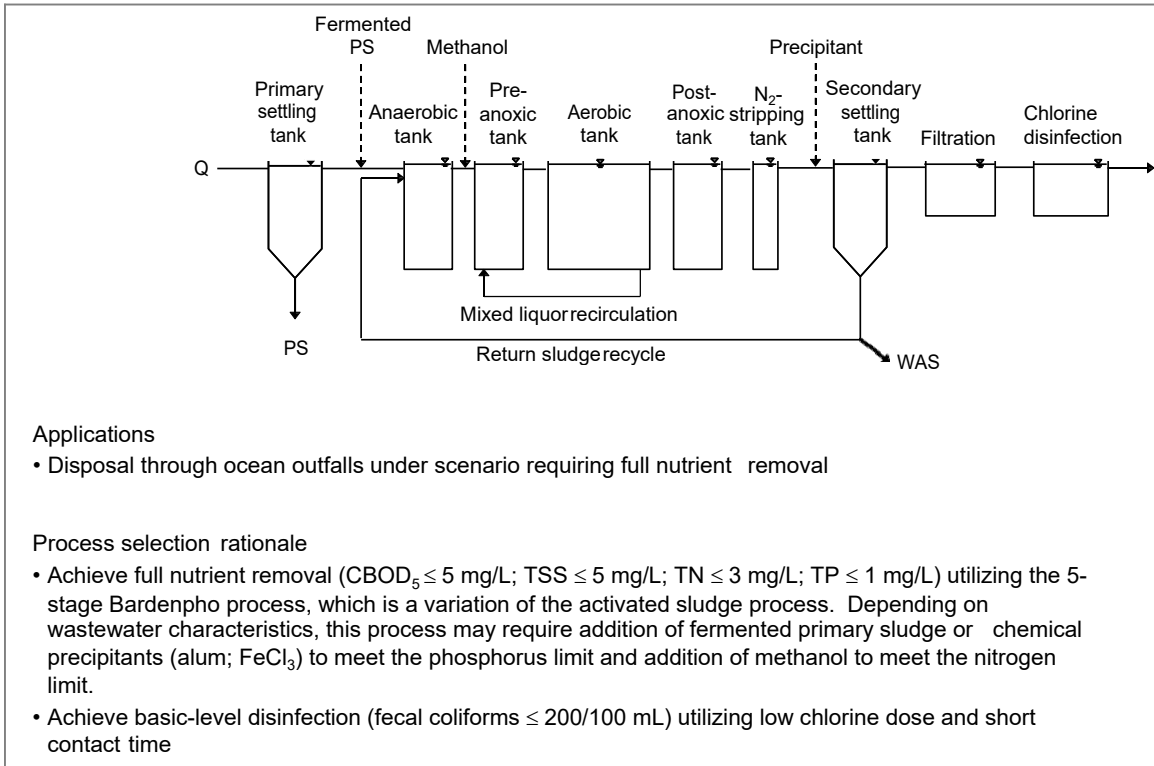 Fermented
PS
Methanol
Precipitant
Primary
settling
tank
Anaerobic
tank
Pre-
anoxic
tank
Aerobic
tank
Post-
anoxic
tank
N₂-
stripping
tank
Secondary
settling
tank
Filtration
Chlorine
disinfection
Q
Mixed liquor recirculation
PS
Return sludge recycle
WAS
Applications
• Disposal through ocean outfalls under scenario requiring full nutrient removal
Process selection rationale
• Achieve full nutrient removal (CBOD₅ ≤ 5 mg/L; TSS ≤ 5 mg/L; TN ≤ 3 mg/L; TP ≤ 1 mg/L) utilizing the 5-
stage Bardenpho process, which is a variation of the activated sludge process. Depending on
wastewater characteristics, this process may require addition of fermented primary sludge or chemical
precipitants (alum; FeCl₃) to meet the phosphorus limit and addition of methanol to meet the nitrogen
limit.
• Achieve basic-level disinfection (fecal coliforms ≤ 200/100 mL) utilizing low chlorine dose and short
contact time